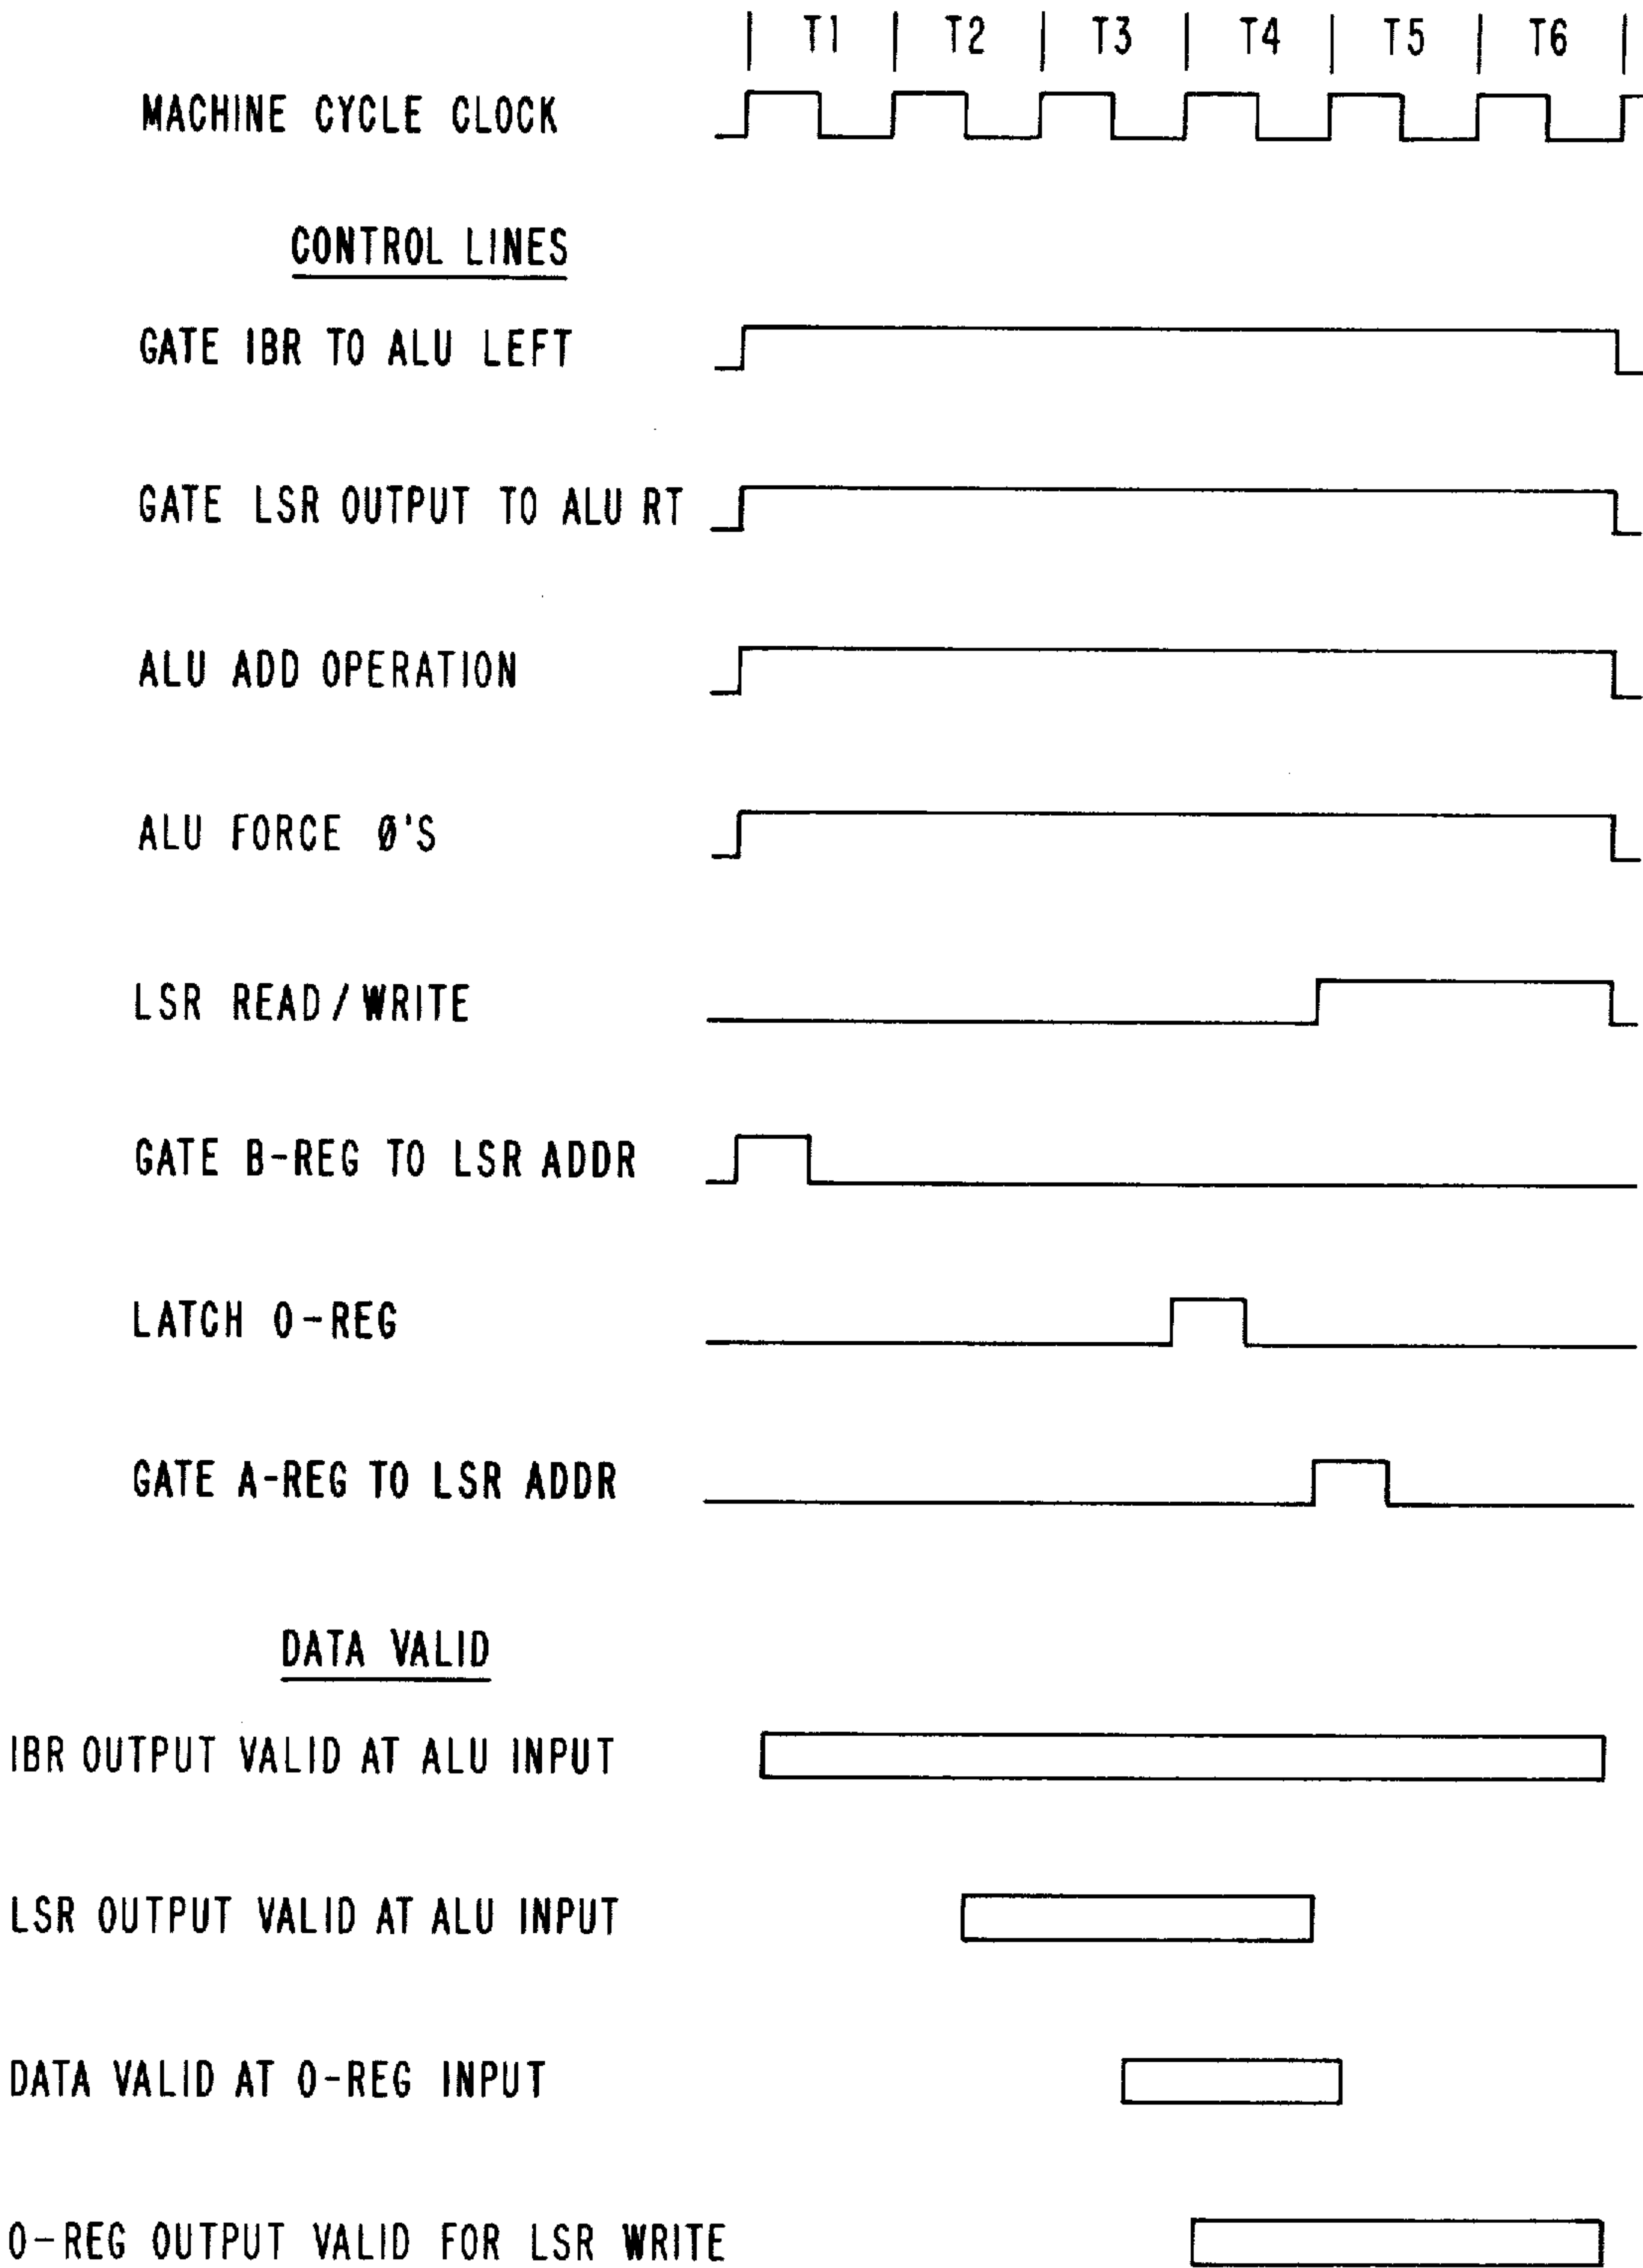 T1 T2 T3 T4 T5 T6
MACHINE CYCLE CLOCK
CONTROL LINES
GATE IBR TO ALU LEFT
GATE LSR OUTPUT TO ALU RT
ALU ADD OPERATION
ALU FORCE Ø'S
LSR READ/WRITE
GATE B-REG TO LSR ADDR
LATCH O-REG
GATE A-REG TO LSR ADDR
DATA VALID
IBR OUTPUT VALID AT ALU INPUT
LSR OUTPUT VALID AT ALU INPUT
DATA VALID AT O-REG INPUT
O-REG OUTPUT VALID FOR LSR WRITE